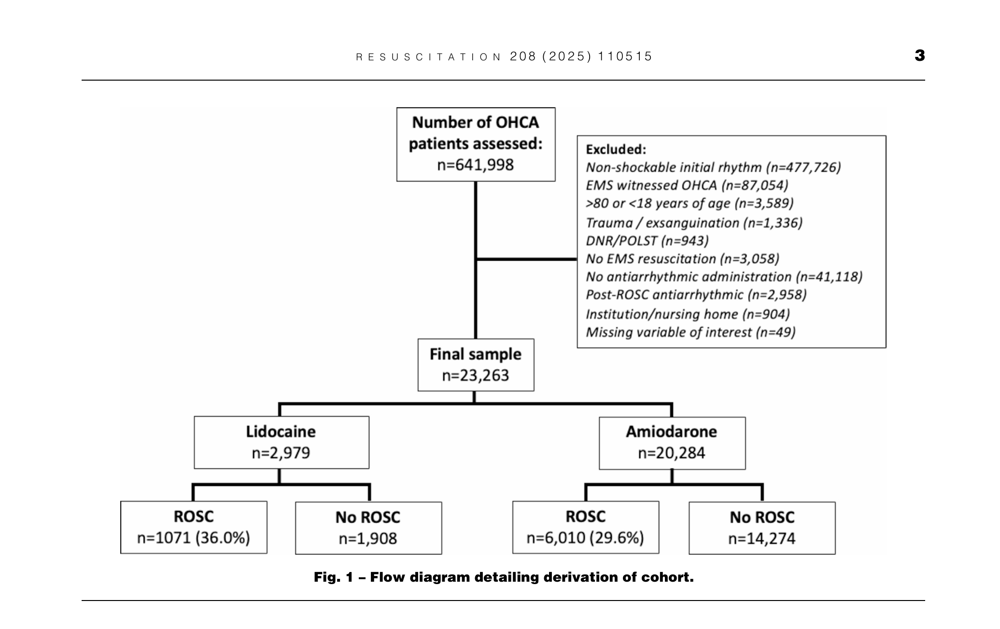 RESUSCITATION 208 (2025) 110515
3
Number of OHCA
patients assessed:
n=641,998
Excluded:
Non-shockable initial rhythm (n=477,726)
EMS witnessed OHCA (n=87,054)
>80 or <18 years of age (n=3,589)
Trauma / exsanguination (n=1,336)
DNR/POLST (n=943)
No EMS resuscitation (n=3,058)
No antiarrhythmic administration (n=41,118)
Post-ROSC antiarrhythmic (n=2,958)
Institution/nursing home (n=904)
Missing variable of interest (n=49)
Final sample
n=23,263
Lidocaine
n=2,979
Amiodarone
n=20,284
ROSC
n=1071 (36.0%)
No ROSC
n=1,908
ROSC
n=6,010 (29.6%)
No ROSC
n=14,274
Fig. 1 – Flow diagram detailing derivation of cohort.